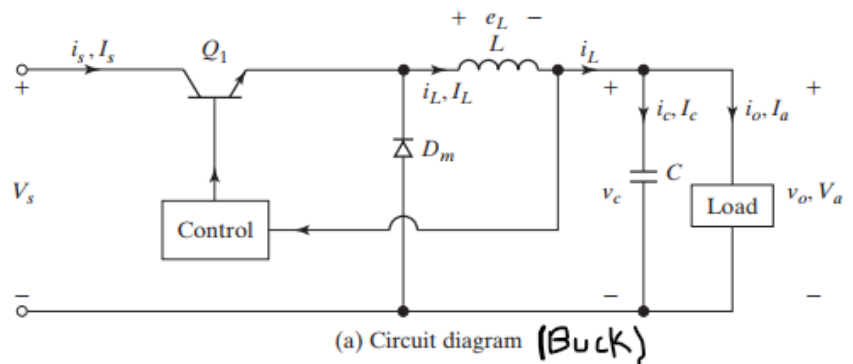 + e_L −
i_s, I_s Q_1 L i_L
+ i_L, I_L + i_c, I_c i_o, I_a +
D_m
V_s v_c C Load v_o, V_a
Control
− − −
(a) Circuit diagram (Buck)